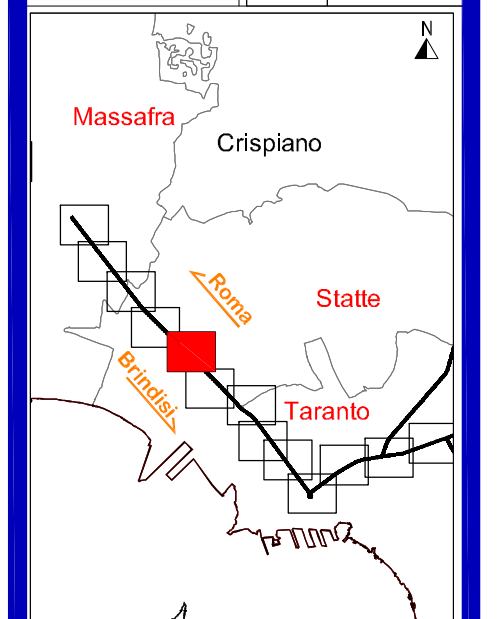 N
Massafra
Crispiano
Roma
Statte
Brindisi
Taranto